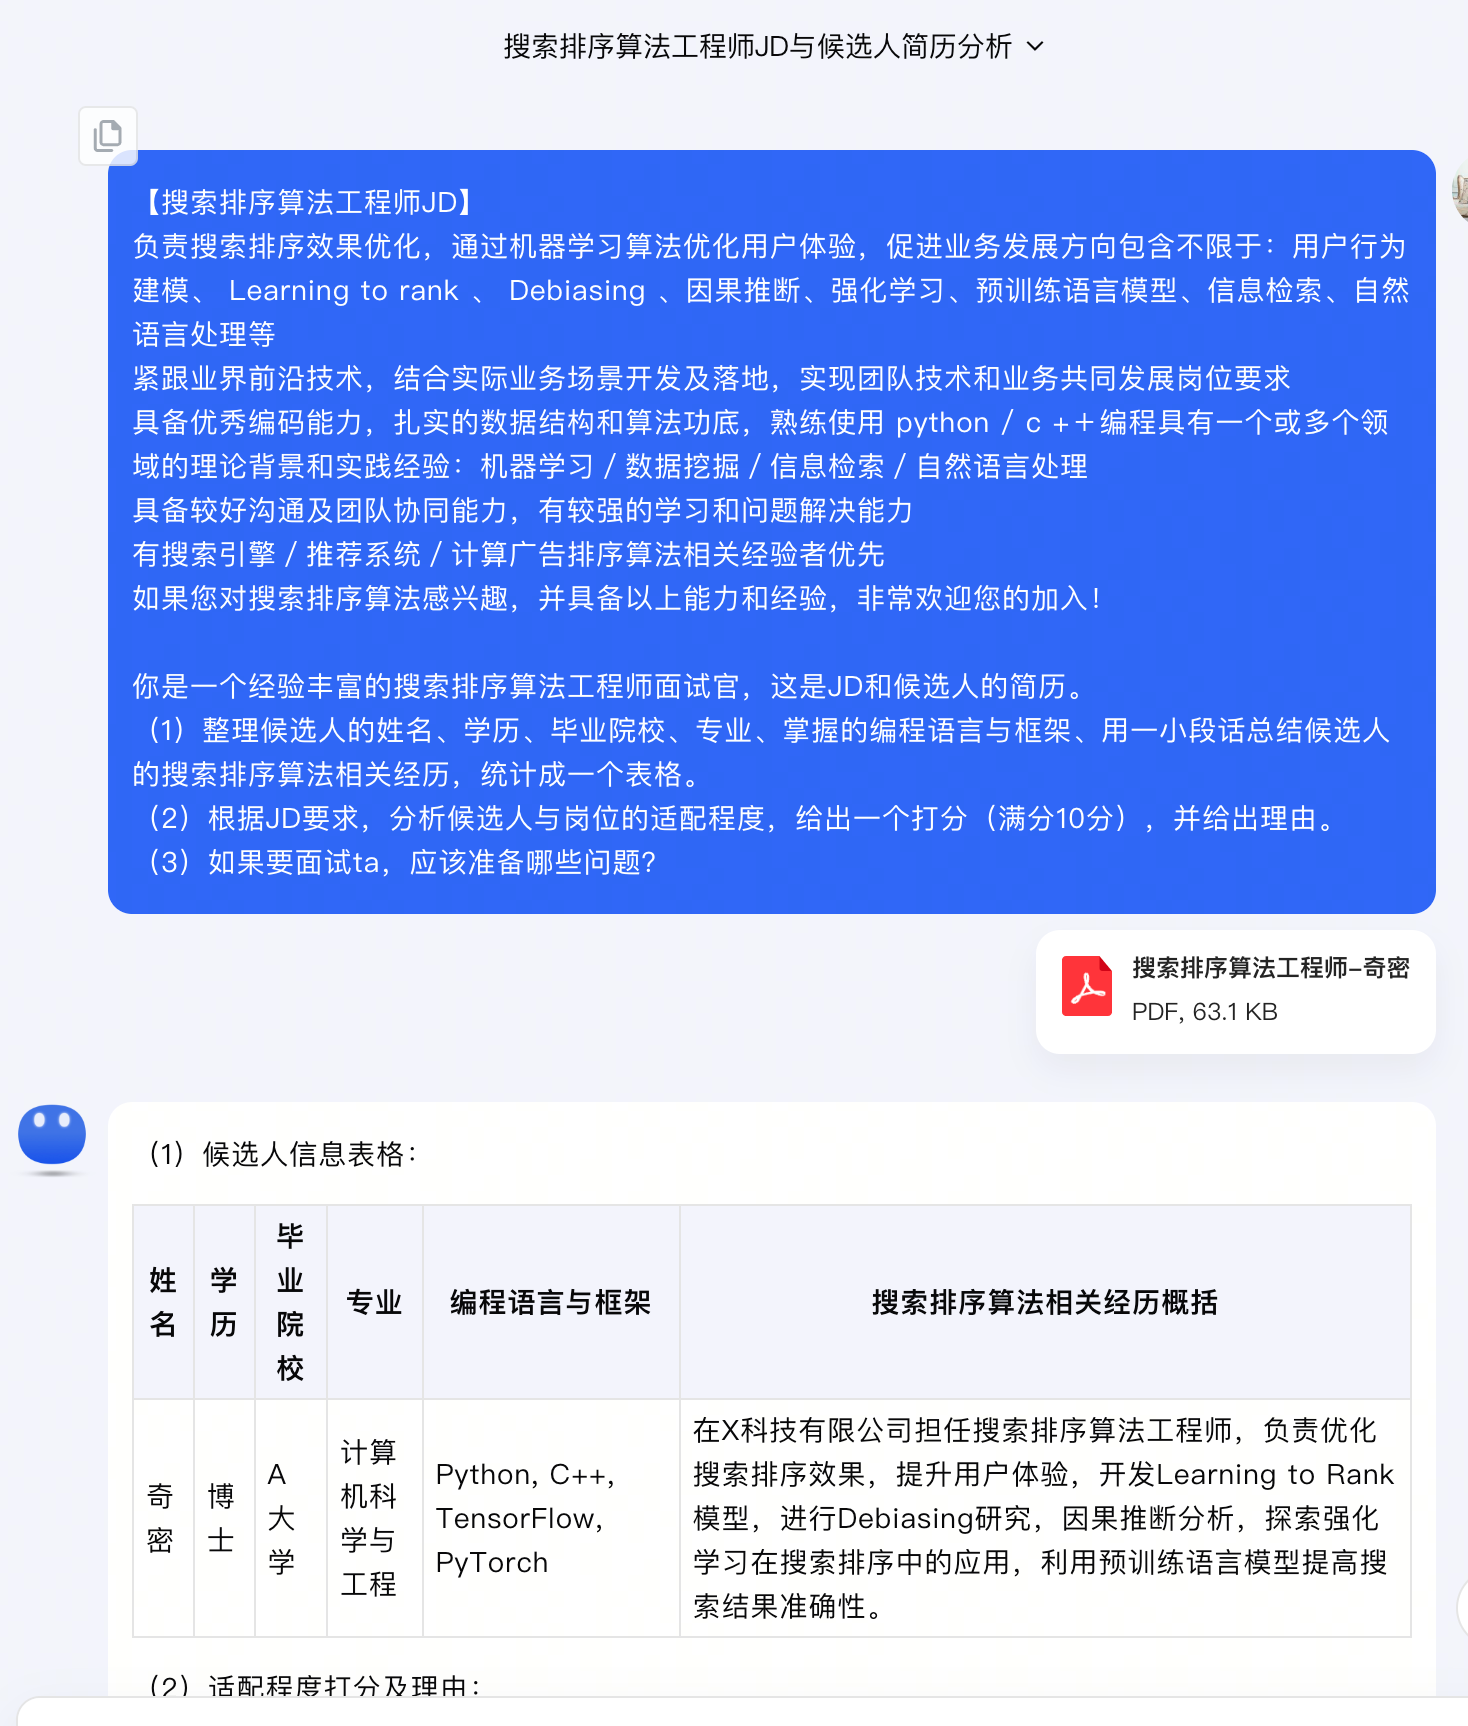 搜索排序算法工程师JD与候选人简历分析
【搜索排序算法工程师JD】
负责搜索排序效果优化，通过机器学习算法优化用户体验，促进业务发展方向包含不限于：用户行为
建模、 Learning to rank 、 Debiasing 、因果推断、强化学习、预训练语言模型、信息检索、自然
语言处理等
紧跟业界前沿技术，结合实际业务场景开发及落地，实现团队技术和业务共同发展岗位要求
具备优秀编码能力，扎实的数据结构和算法功底，熟练使用 python / c +＋编程具有一个或多个领
域的理论背景和实践经验：机器学习 / 数据挖掘 / 信息检索 / 自然语言处理
具备较好沟通及团队协同能力，有较强的学习和问题解决能力
有搜索引擎 / 推荐系统 / 计算广告排序算法相关经验者优先
如果您对搜索排序算法感兴趣，并具备以上能力和经验，非常欢迎您的加入！
你是一个经验丰富的搜索排序算法工程师面试官，这是JD和候选人的简历。
（1）整理候选人的姓名、学历、毕业院校、专业、掌握的编程语言与框架、用一小段话总结候选人
的搜索排序算法相关经历，统计成一个表格。
（2）根据JD要求，分析候选人与岗位的适配程度，给出一个打分（满分10分），并给出理由。
（3）如果要面试ta，应该准备哪些问题？
搜索排序算法工程师-奇密
PDF, 63.1 KB
（1）候选人信息表格：
姓
名
学
历
毕
业
院
校
专业
编程语言与框架
搜索排序算法相关经历概括
奇
密
博
士
A
大
学
计算
机科
学与
工程
Python, C++,
TensorFlow,
PyTorch
在X科技有限公司担任搜索排序算法工程师，负责优化
搜索排序效果，提升用户体验，开发Learning to Rank
模型，进行Debiasing研究，因果推断分析，探索强化
学习在搜索排序中的应用，利用预训练语言模型提高搜
索结果准确性。
（2）适配程度打分及理由：